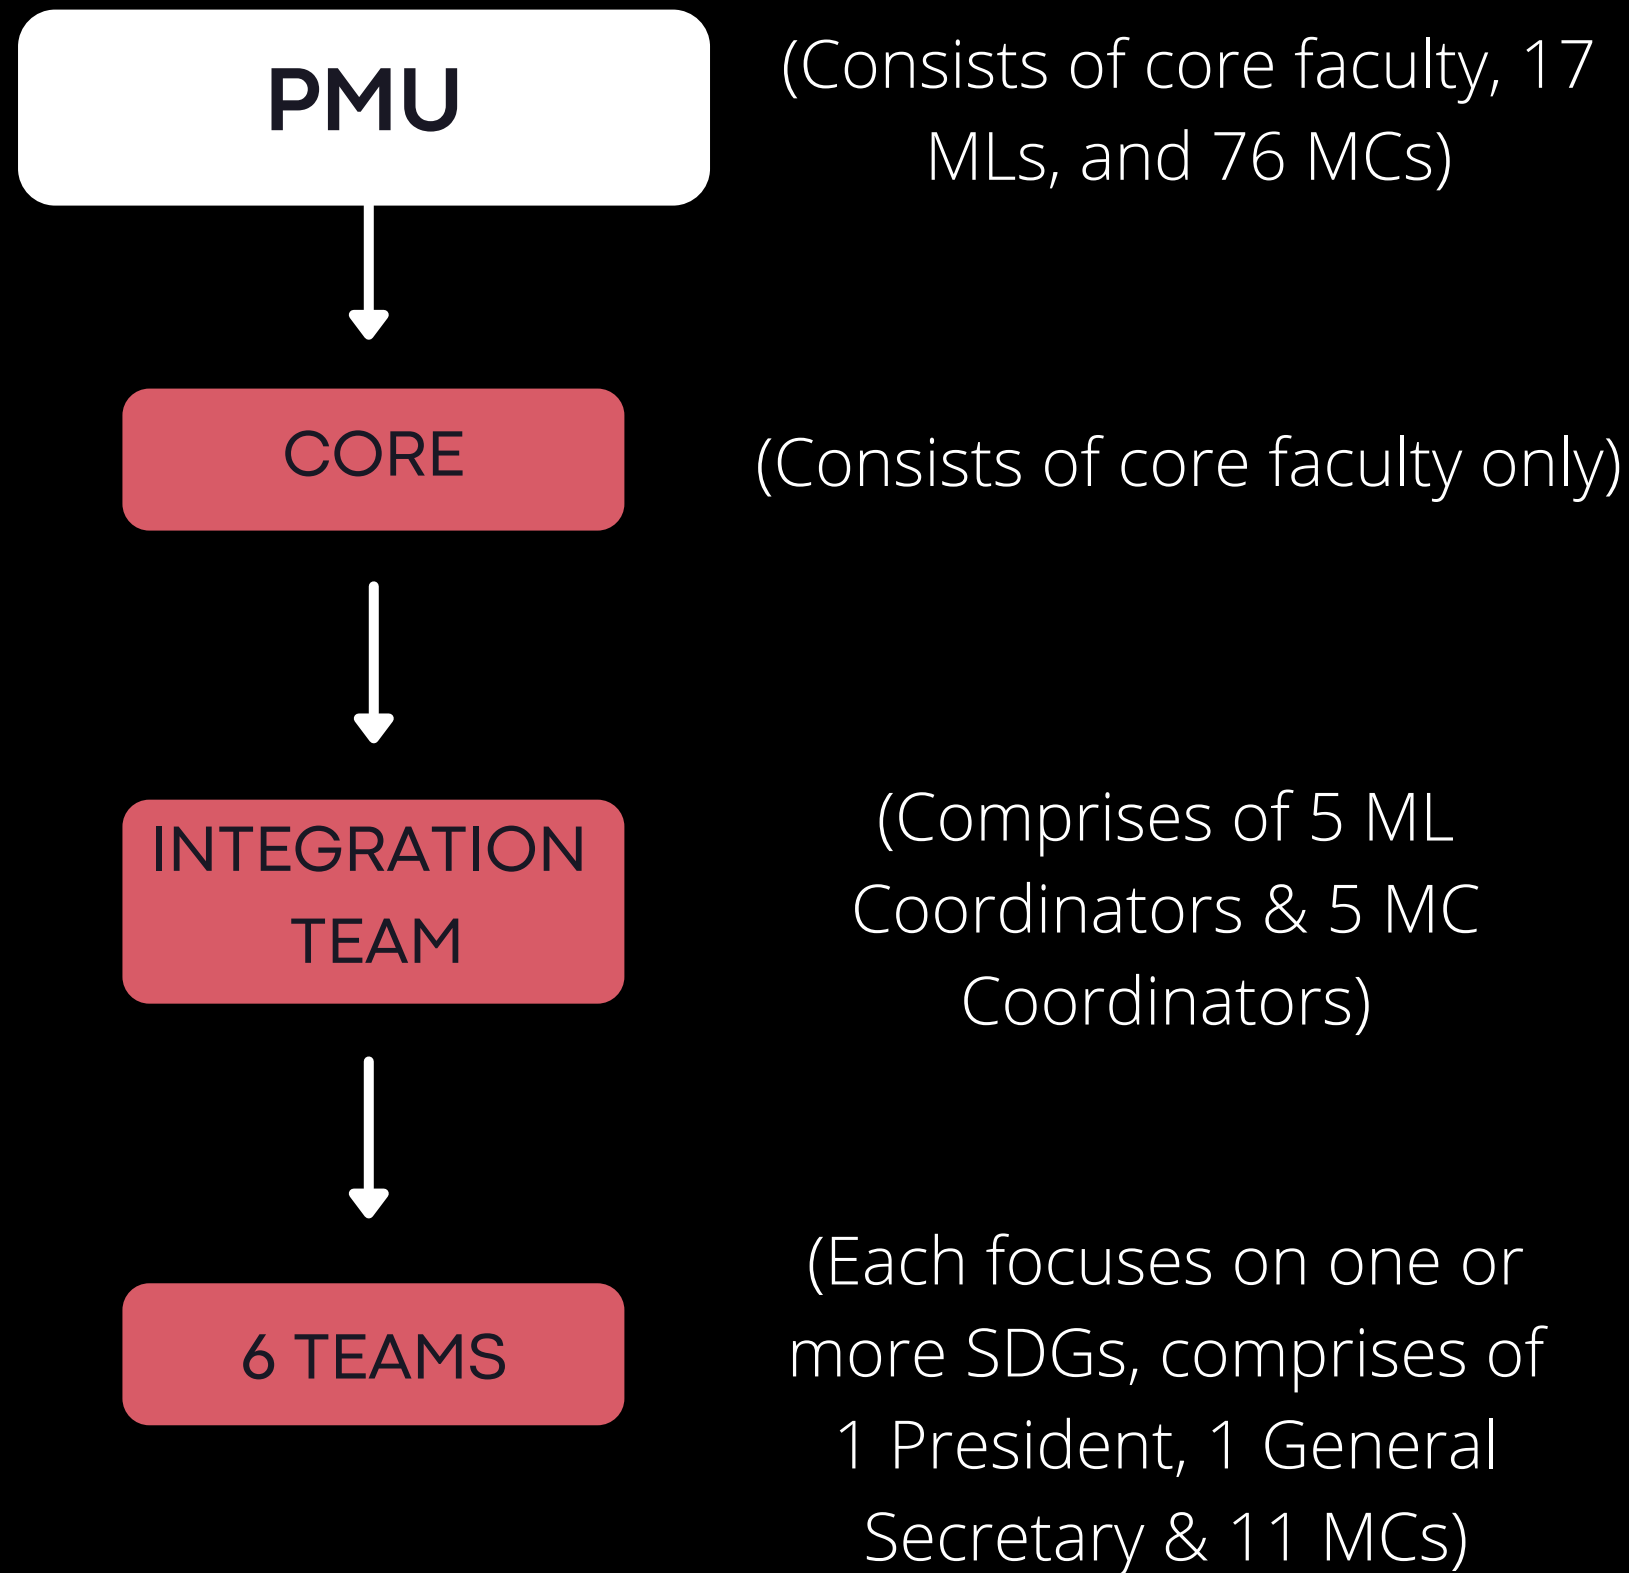 PMU
(Consists of core faculty, 17
MLs, and 76 MCs)
CORE
(Consists of core faculty only)
INTEGRATION
TEAM
(Comprises of 5 ML
Coordinators & 5 MC
Coordinators)
6 TEAMS
(Each focuses on one or
more SDGs, comprises of
1 President, 1 General
Secretary & 11 MCs)